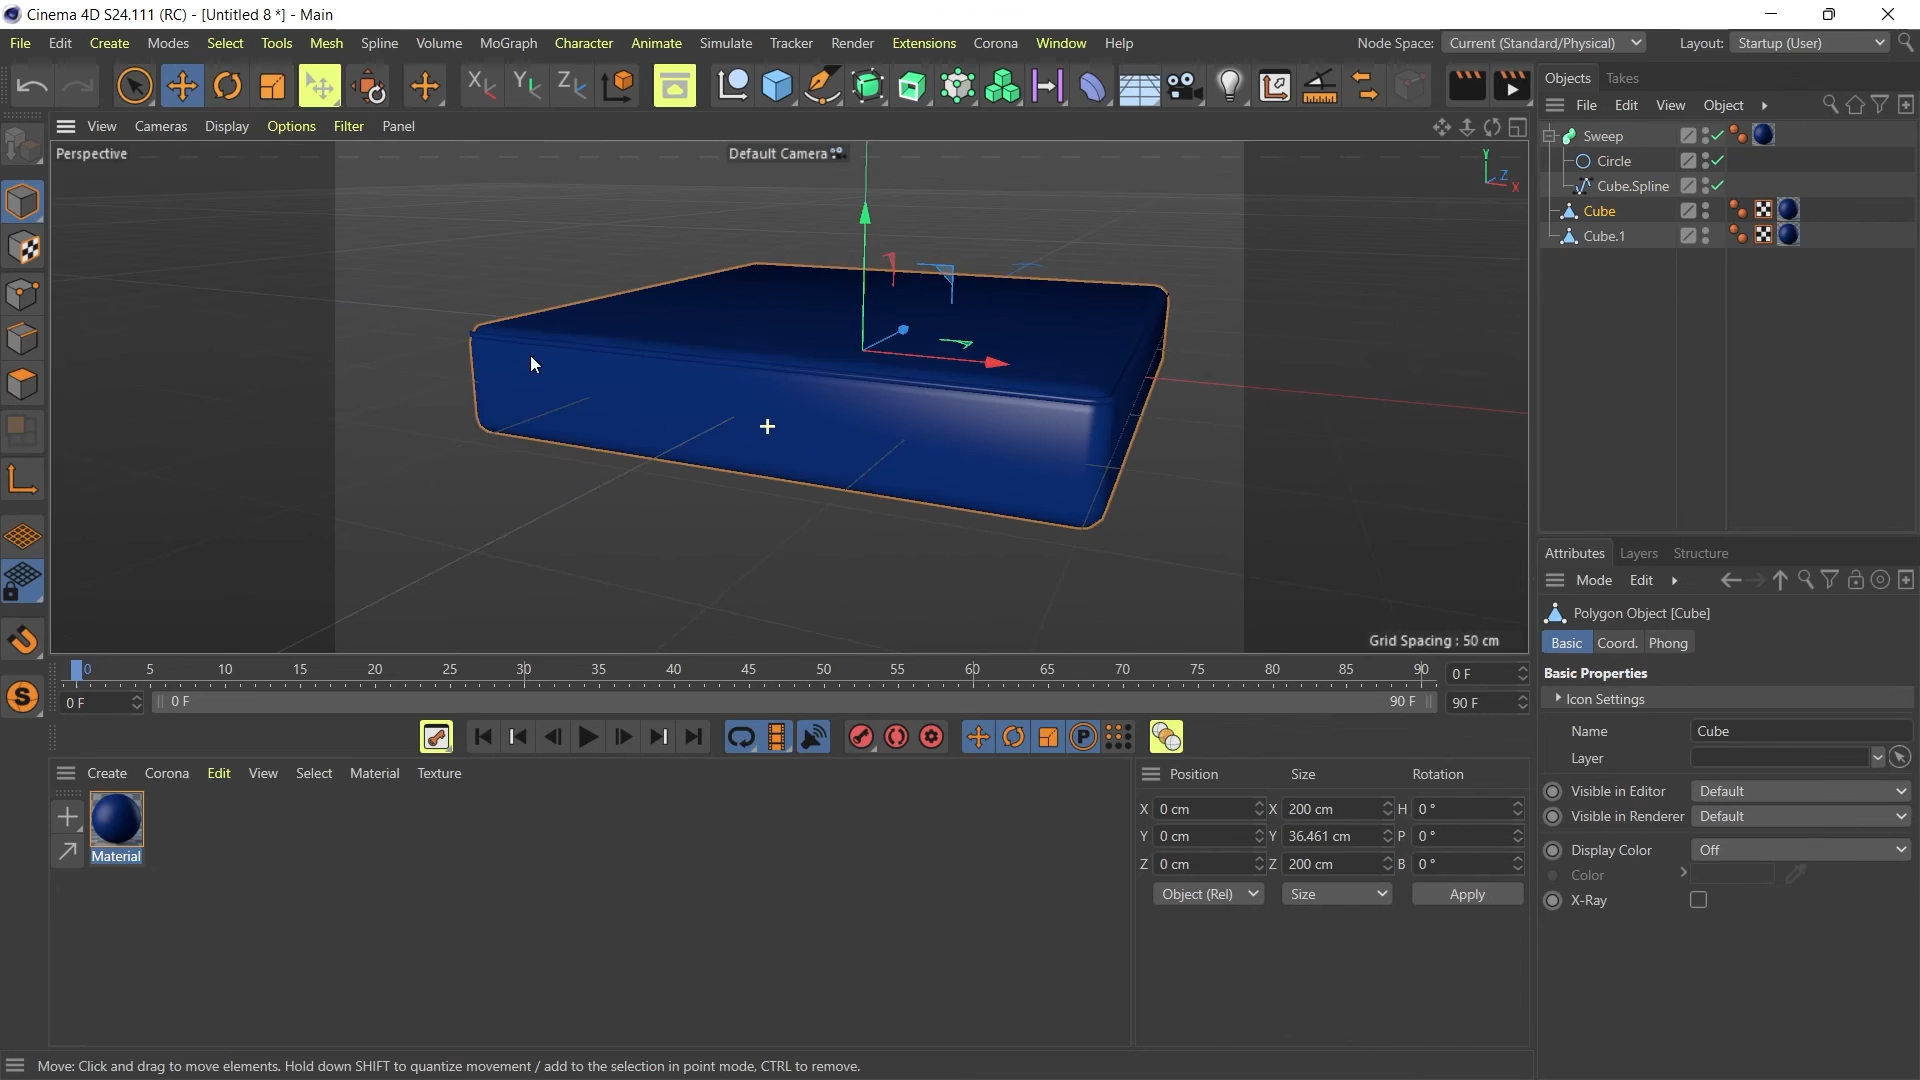 Cinema 4D S24.111 (RC) - [Untitled 8 *] - Main
File Edit Create Modes Select Tools Mesh Spline Volume MoGraph Character Animate Simulate Tracker Render Extensions Corona Window Help
Node Space: Current (Standard/Physical) Layout: Startup (User)
X Y Z
Objects Takes
File Edit View Object
View Cameras Display Options Filter Panel
Perspective
Default Camera
Y
Z
X
Sweep
Circle
Cube.Spline
Cube
Cube.1
Grid Spacing : 50 cm
Attributes Layers Structure
Mode Edit
Polygon Object [Cube]
Basic Coord. Phong
Basic Properties
Icon Settings
Name Cube
Layer
Visible in Editor Default
Visible in Renderer Default
Display Color Off
Color
X-Ray
0 5 10 15 20 25 30 35 40 45 50 55 60 65 70 75 80 85 90 0 F
0 F 0 F 90 F 90 F
P
S
Create Corona Edit View Select Material Texture
Material
Position Size Rotation
X 0 cm X 200 cm H 0 °
Y 0 cm Y 36.461 cm P 0 °
Z 0 cm Z 200 cm B 0 °
Object (Rel) Size Apply
Move: Click and drag to move elements. Hold down SHIFT to quantize movement / add to the selection in point mode, CTRL to remove.